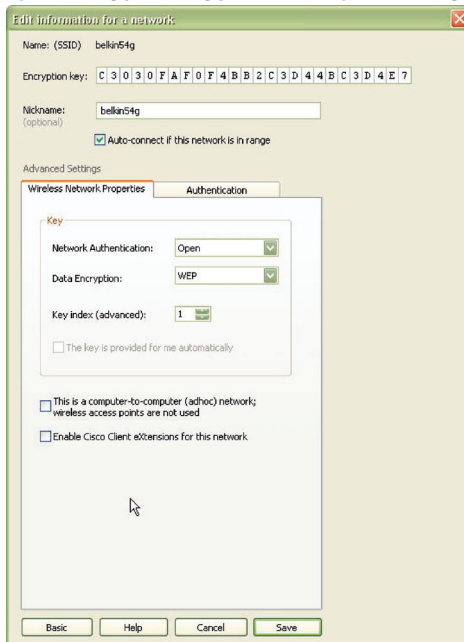 Edit information for a network
Name: (SSID) belkin54g
Encryption key: C 3 0 3 0 F A F 0 F 4 B B 2 C 3 D 4 4 B C 3 D 4 E 7
Nickname: belkin54g
(optional)
Auto-connect if this network is in range
Advanced Settings
Wireless Network Properties Authentication
Key
Network Authentication: Open
Data Encryption: WEP
Key index (advanced): 1
The key is provided for me automatically
This is a computer-to-computer (adhoc) network;
wireless access points are not used
Enable Cisco Client eXtensions for this network
Basic Help Cancel Save